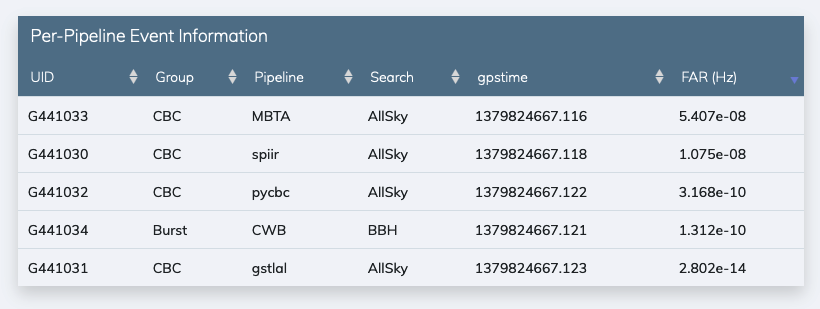 Per-Pipeline Event Information
UID Group Pipeline Search gpstime FAR (Hz)
G441033 CBC MBTA AllSky 1379824667.116 5.407e-08
G441030 CBC spiir AllSky 1379824667.118 1.075e-08
G441032 CBC pycbc AllSky 1379824667.122 3.168e-10
G441034 Burst CWB BBH 1379824667.121 1.312e-10
G441031 CBC gstlal AllSky 1379824667.123 2.802e-14